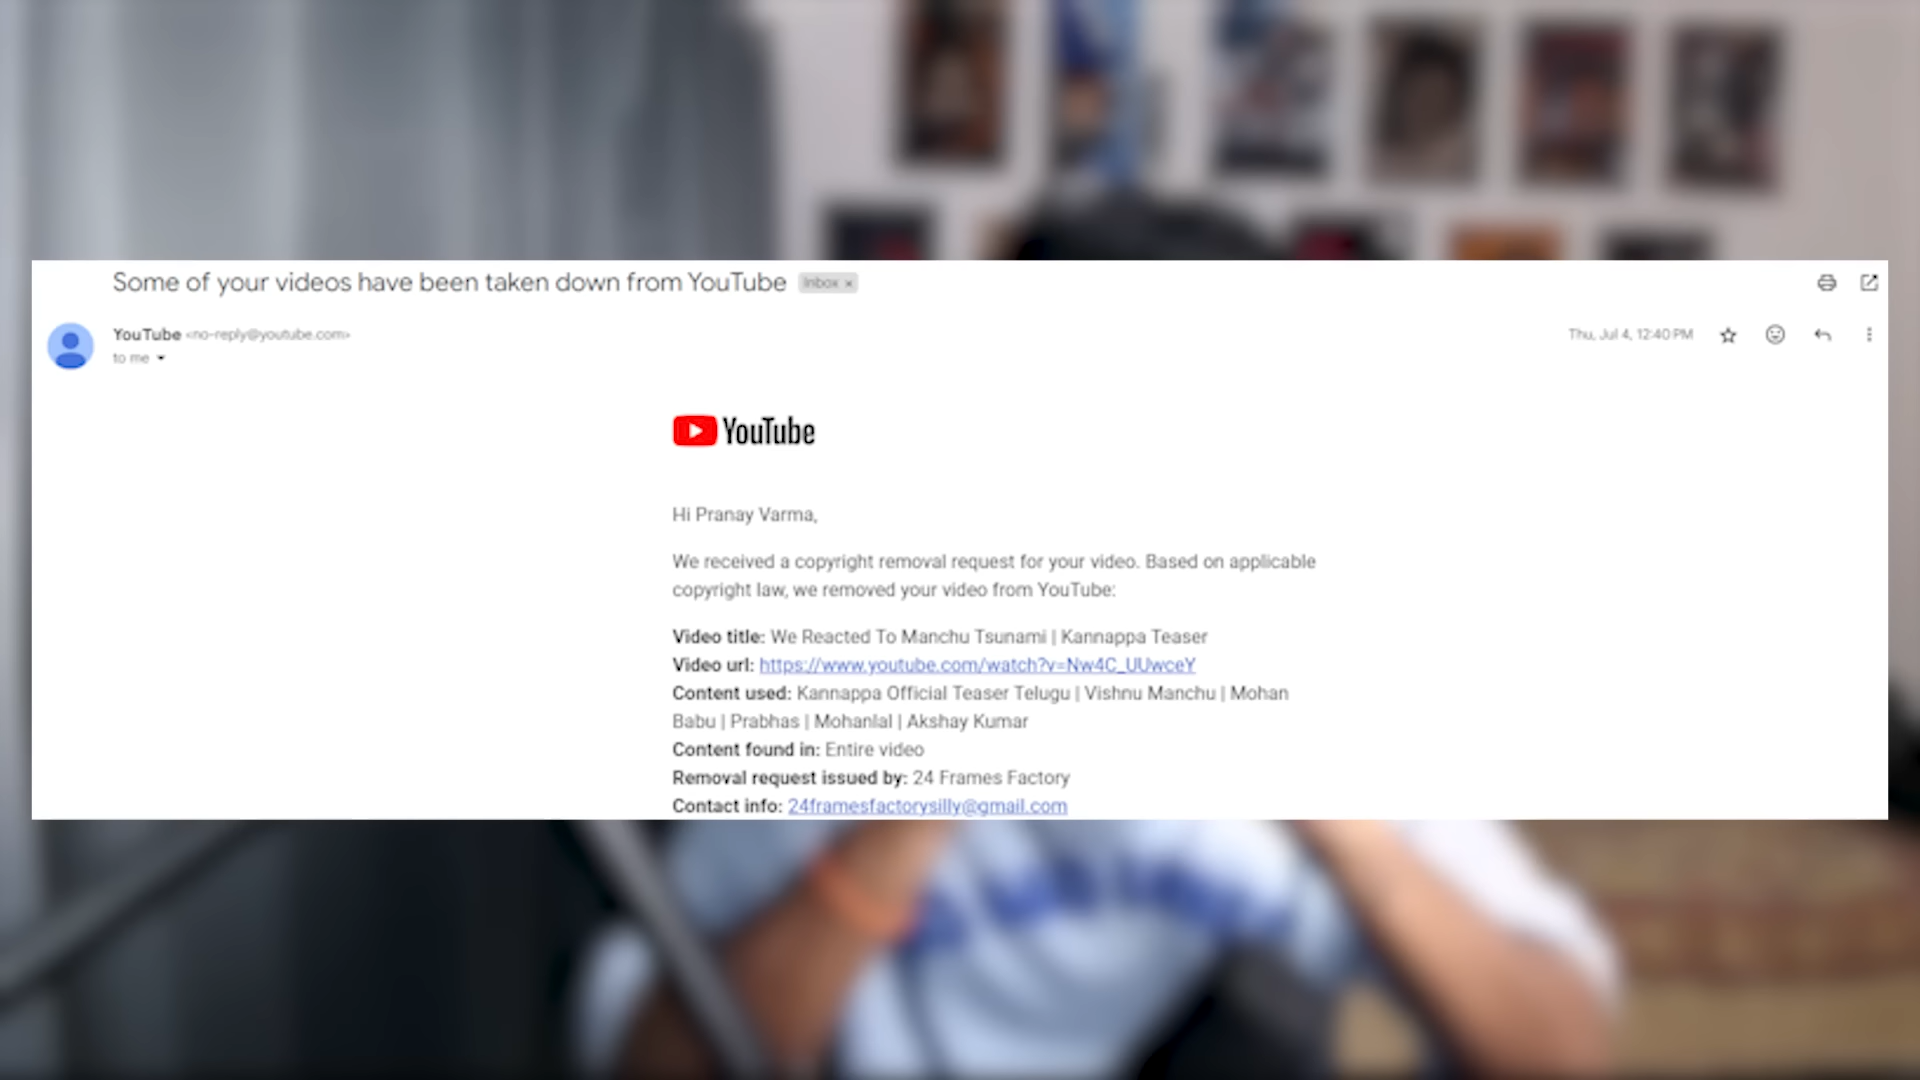 Some of your videos have been taken down from YouTube Inbox ×
YouTube <no-reply@youtube.com>
Thu, Jul 4, 12:40 PM
to me
YouTube
Hi Pranay Varma,
We received a copyright removal request for your video. Based on applicable
copyright law, we removed your video from YouTube:
Video title: We Reacted To Manchu Tsunami | Kannappa Teaser
Video url: https://www.youtube.com/watch?v=Nw4C_UUwceY
Content used: Kannappa Official Teaser Telugu | Vishnu Manchu | Mohan
Babu | Prabhas | Mohanlal | Akshay Kumar
Content found in: Entire video
Removal request issued by: 24 Frames Factory
Contact info: 24framesfactorysilly@gmail.com